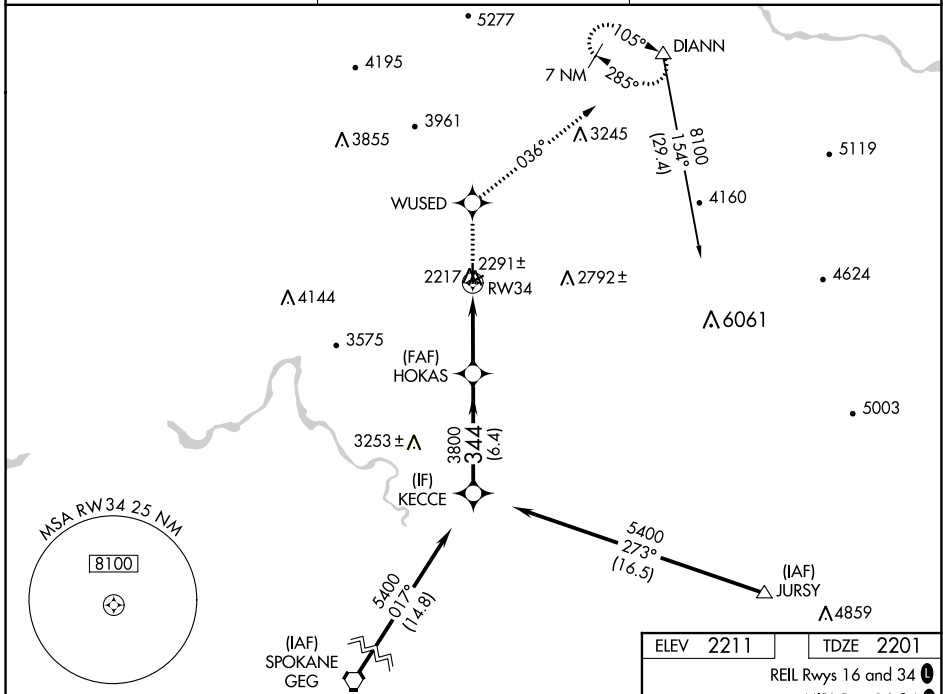 5277
105°
DIANN
7 NM
285°
4195
3961
3855
3245
036°
8100
154°
(29.4)
5119
4160
WUSED
2217
2291±
RW34
2792±
4624
4144
6061
3575
(FAF)
HOKAS
5003
3253±
3800
344
(6.4)
(IF)
KECCE
MSA RW34 25 NM
8100
5400
273°
(16.5)
(IAF)
JURSY
5400
017°
(14.8)
4859
(IAF)
SPOKANE
GEG
ELEV 2211
TDZE 2201
REIL Rwys 16 and 34 L